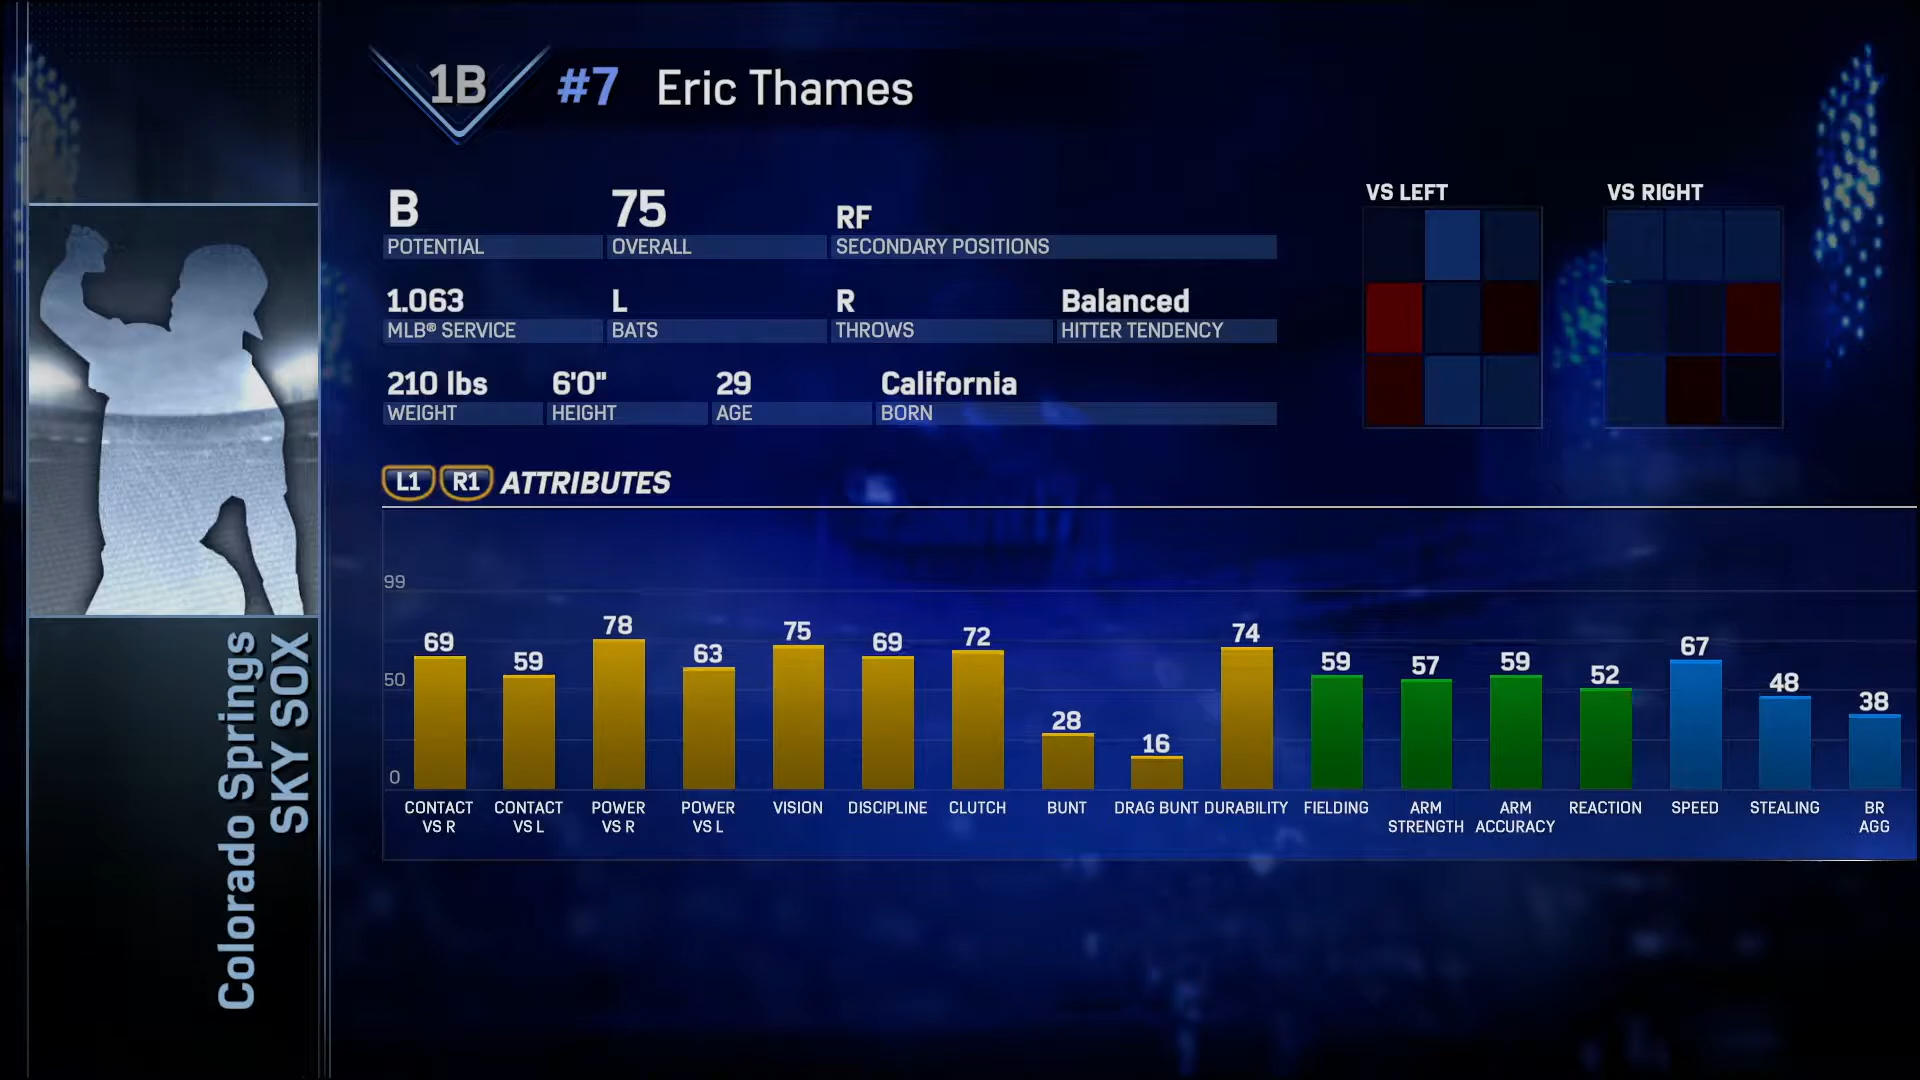 1B #7 Eric Thames
B 75 RF
POTENTIAL OVERALL SECONDARY POSITIONS
1.063 L R Balanced
MLB® SERVICE BATS THROWS HITTER TENDENCY
210 lbs 6'0" 29 California
WEIGHT HEIGHT AGE BORN
VS LEFT VS RIGHT
L1 R1 ATTRIBUTES
99
50
0
69 59 78 63 75 69 72 28 16 74 59 57 59 52 67 48 38
CONTACT VS R
CONTACT VS L
POWER VS R
POWER VS L
VISION
DISCIPLINE
CLUTCH
BUNT
DRAG BUNT
DURABILITY
FIELDING
ARM STRENGTH
ARM ACCURACY
REACTION
SPEED
STEALING
BR AGG
Colorado Springs
SKY SOX